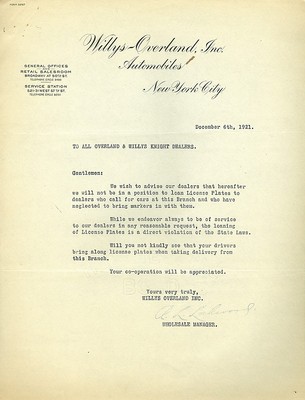 Willys-Overland, Inc.
Automobiles
New York City
GENERAL OFFICES
AND
RETAIL SALESROOM
BROADWAY AT 50TH ST.
SERVICE STATION
December 6th, 1921.
TO ALL OVERLAND & WILLYS KNIGHT DEALERS.
Gentlemen:
We wish to advise our dealers that hereafter
we will not be in a position to loan License Plates to
dealers who call for cars at this Branch and who have
neglected to bring markers in with them.
While we endeavor always to be of service
to our dealers in any reasonable request, the loaning
of License Plates is a direct violation of the State Laws.
Will you not kindly see that your drivers
bring along license plates when taking delivery from
this Branch.
Your co-operation will be appreciated.
Yours very truly,
WILLYS OVERLAND INC.
WHOLESALE MANAGER.